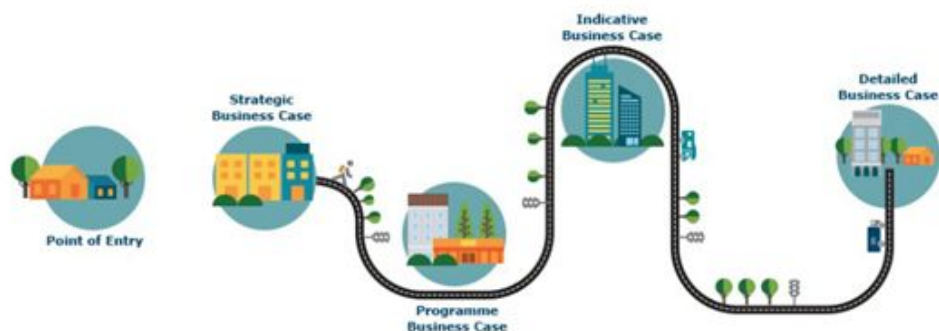 Point of Entry
Strategic
Business Case
Programme
Business Case
Indicative
Business Case
Detailed
Business Case